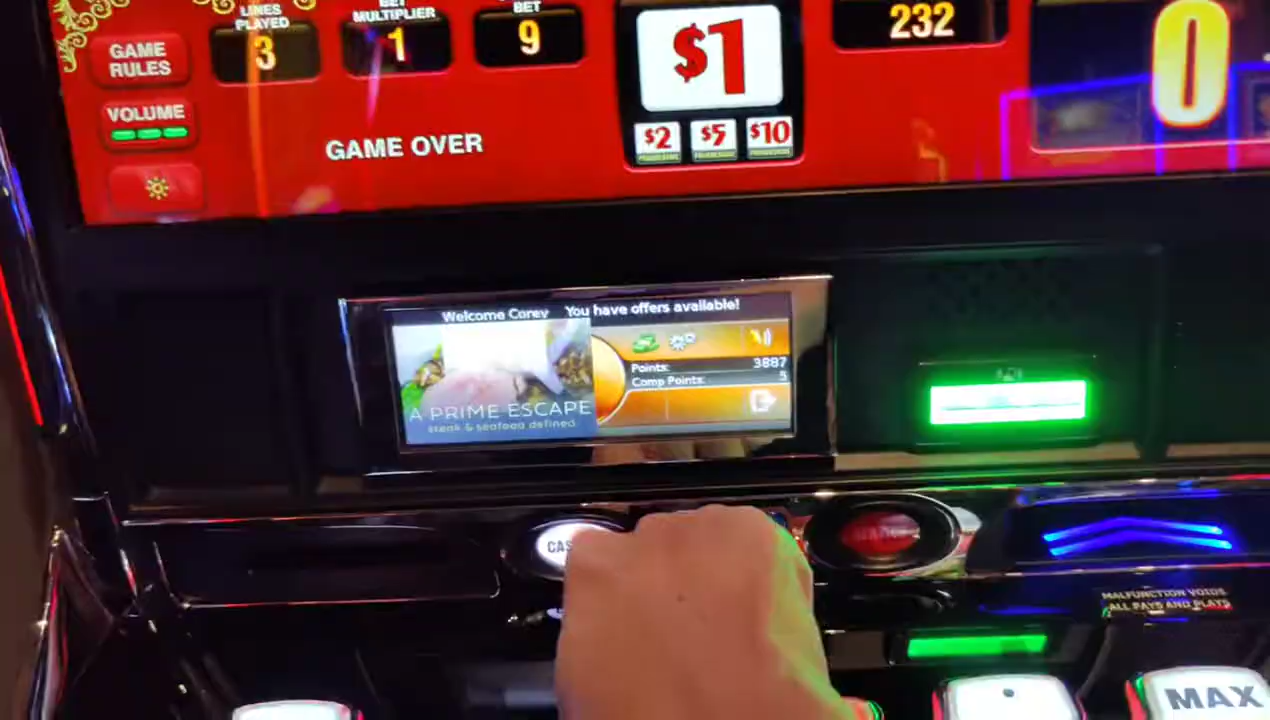 LINES
PLAYED
3
BET
MULTIPLIER
1
BET
9
$1
232
0
GAME
RULES
VOLUME
$2
$5
$10
GAME OVER
Welcome Corey
You have offers available!
Points: 3887
Comp Points: 5
A PRIME ESCAPE
steak & seafood defined.
CAS
MALFUNCTION VOIDS
ALL PAYS AND PLAYS
MAX